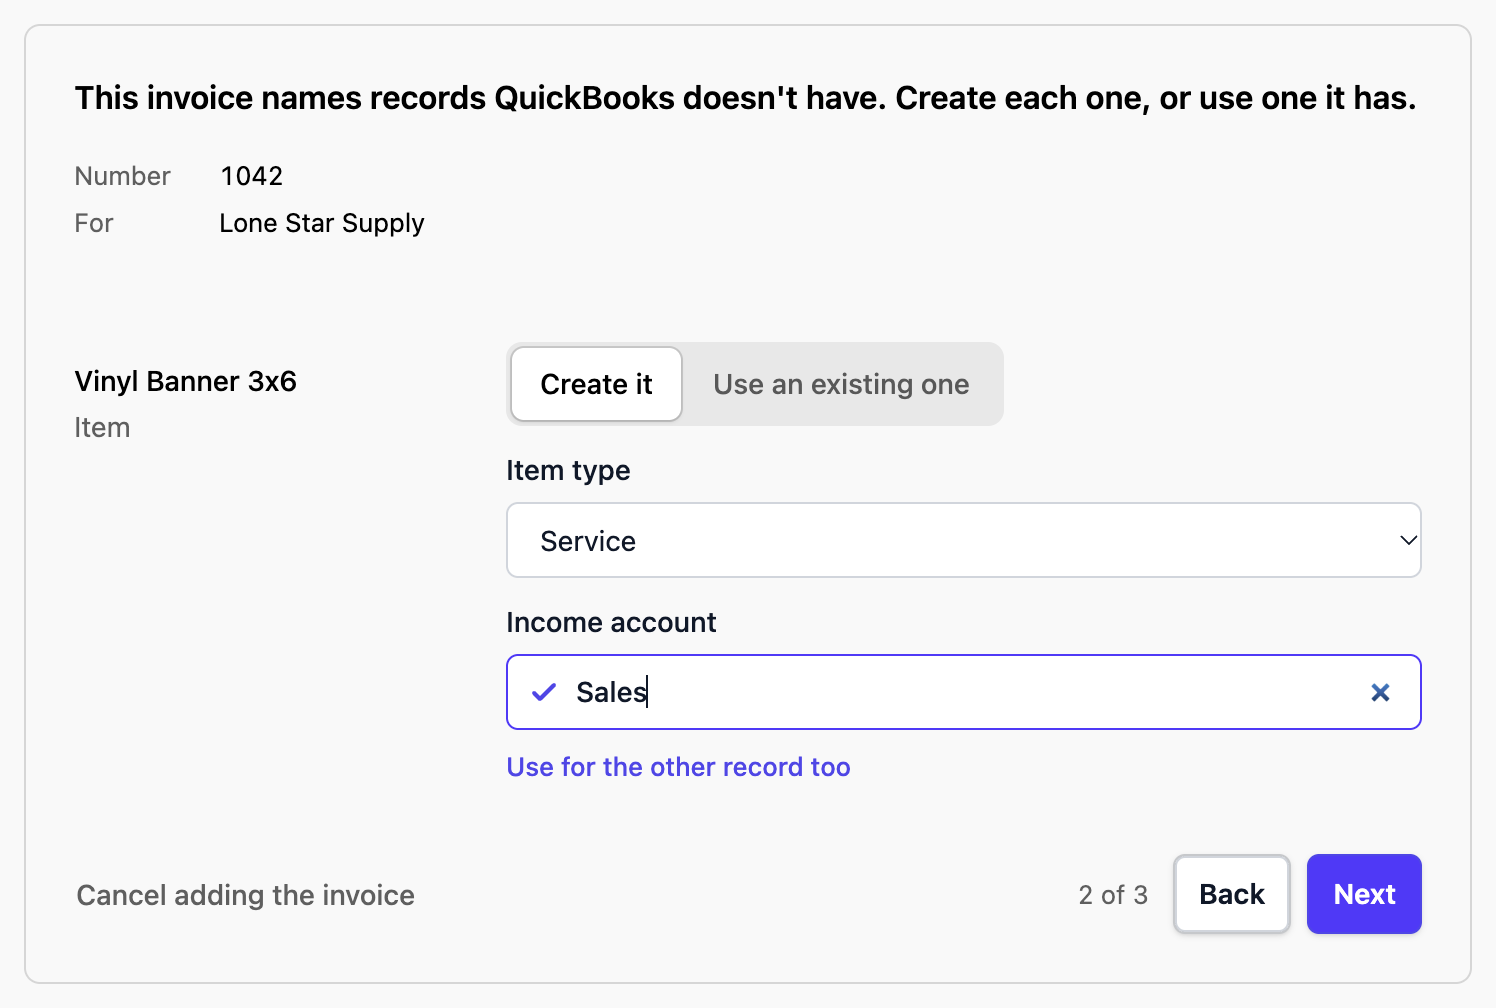 This invoice names records QuickBooks doesn't have. Create each one, or use one it has.
Number 1042
For Lone Star Supply
Vinyl Banner 3x6
Item
Create it Use an existing one
Item type
Service
Income account
Sales
Use for the other record too
Cancel adding the invoice 2 of 3 Back Next